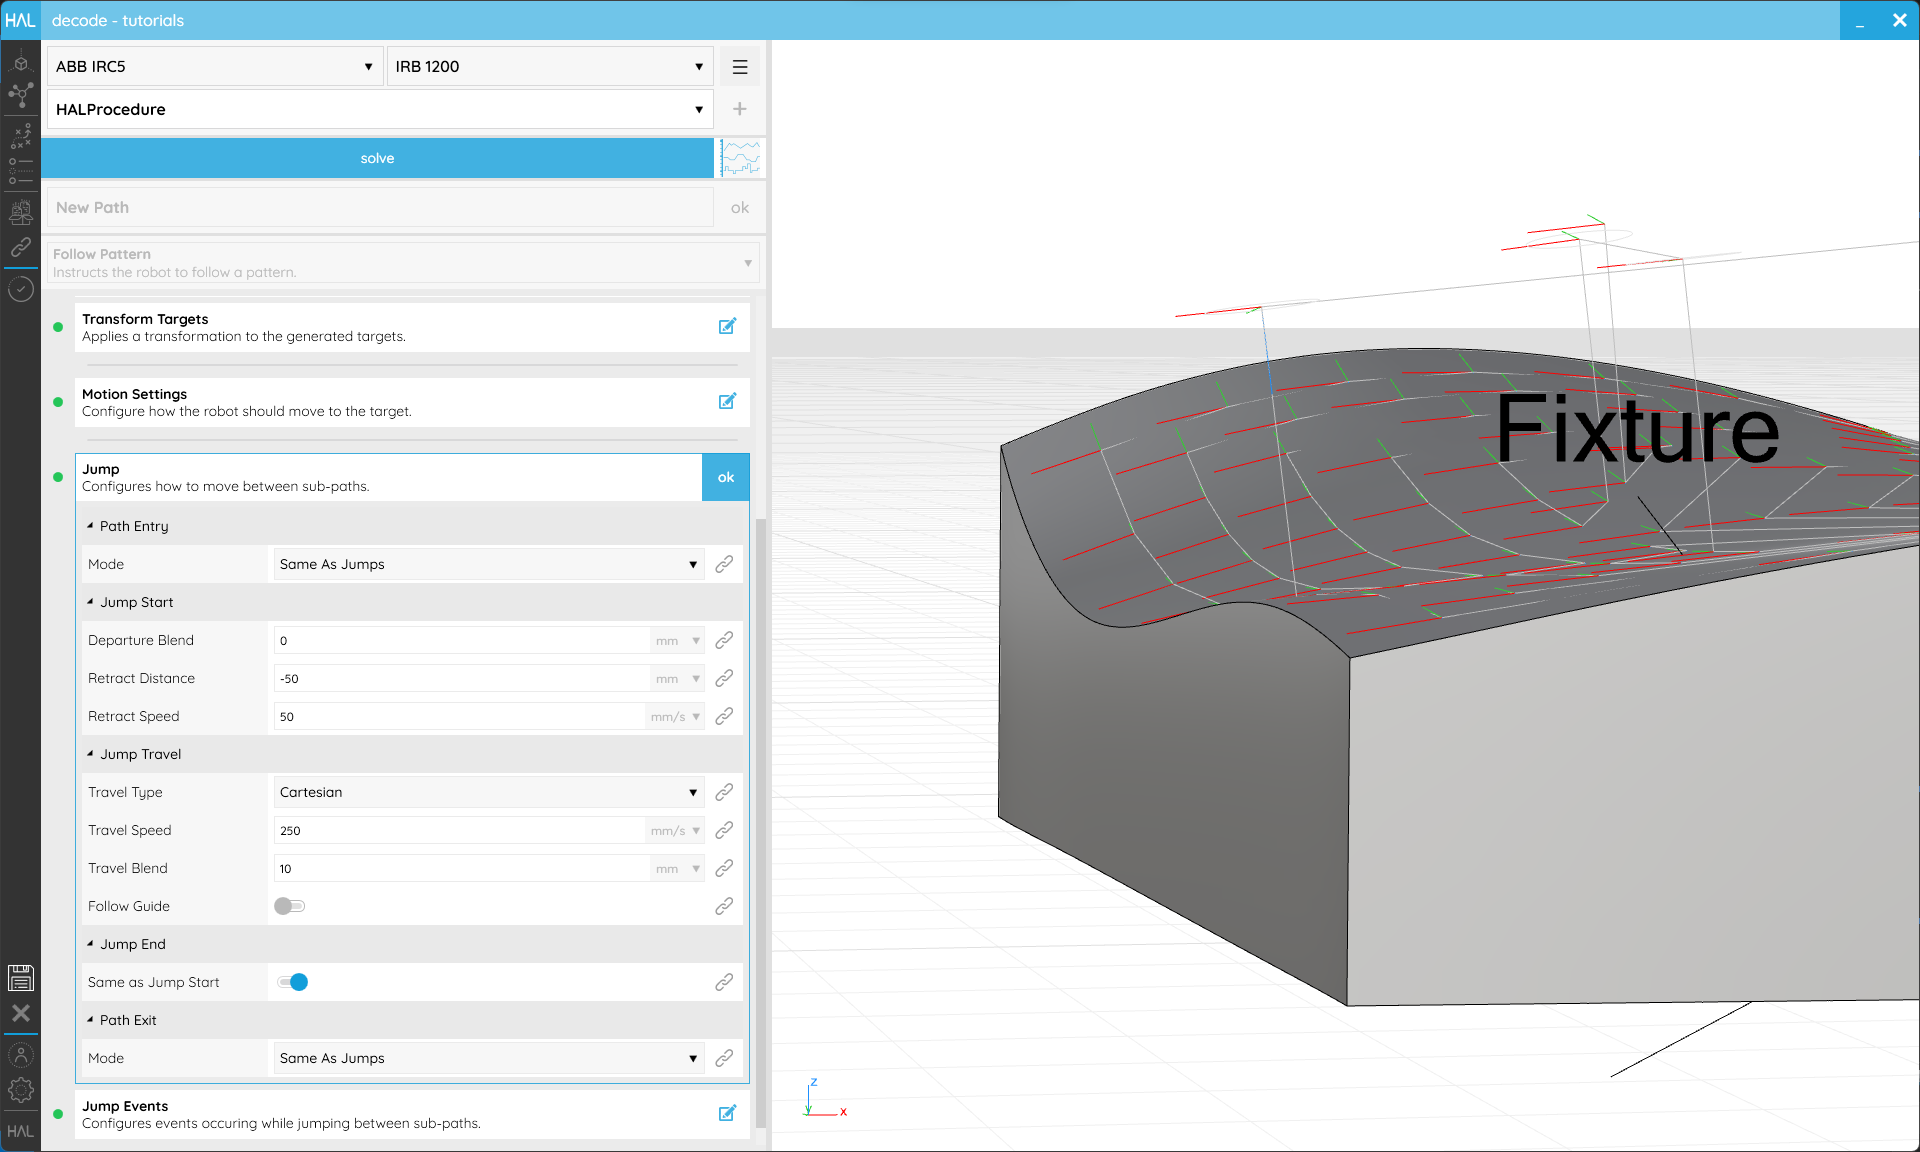 HAL decode - tutorials
ABB IRC5
IRB 1200
HALProcedure
solve
New Path
ok
Follow Pattern
Instructs the robot to follow a pattern.
Transform Targets
Applies a transformation to the generated targets.
Motion Settings
Configure how the robot should move to the target.
Jump
Configures how to move between sub-paths.
ok
Path Entry
Mode
Same As Jumps
Jump Start
Departure Blend
0
mm
Retract Distance
-50
mm
Retract Speed
50
mm/s
Jump Travel
Travel Type
Cartesian
Travel Speed
250
mm/s
Travel Blend
10
mm
Follow Guide
Jump End
Same as Jump Start
Path Exit
Mode
Same As Jumps
Jump Events
Configures events occuring while jumping between sub-paths.
HAL
Fixture
z
x